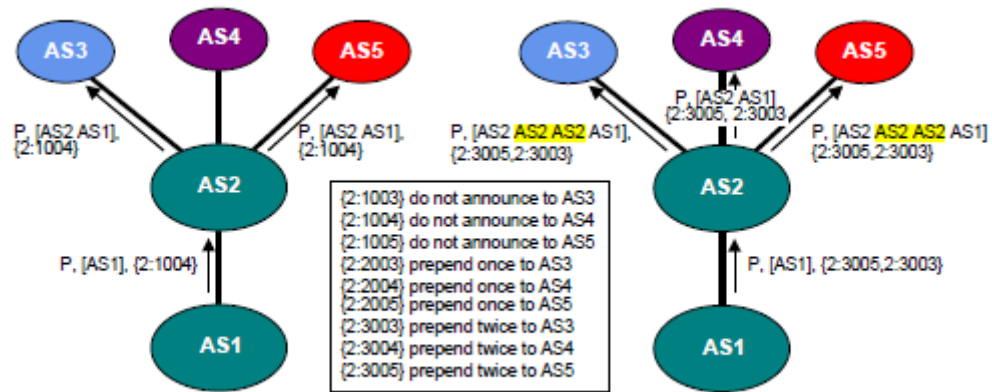 AS3
AS4
AS5
P, [AS2 AS1],
{2:1004}
P, [AS2 AS1],
{2:1004}
AS2
P, [AS1], {2:1004}
AS1
{2:1003} do not announce to AS3
{2:1004} do not announce to AS4
{2:1005} do not announce to AS5
{2:2003} prepend once to AS3
{2:2004} prepend once to AS4
{2:2005} prepend once to AS5
{2:3003} prepend twice to AS3
{2:3004} prepend twice to AS4
{2:3005} prepend twice to AS5
AS3
AS4
AS5
P, [AS2 AS1]
{2:3005, 2:3003
P, [AS2 AS2 AS2 AS1],
{2:3005,2:3003}
P, [AS2 AS2 AS2 AS1]
{2:3005,2:3003}
AS2
P, [AS1], {2:3005,2:3003}
AS1